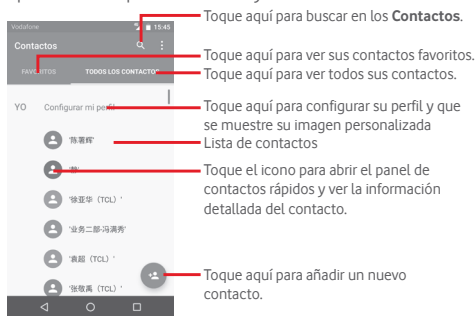 Toque aquí para buscar en los Contactos.
Vodafone 15:45
Contactos
Toque aquí para ver sus contactos favoritos.
FAVORITOS TODOS LOS CONTACTOS
Toque aquí para ver todos sus contactos.
YO Configurar mi perfil
Toque aquí para configurar su perfil y que
se muestre su imagen personalizada
'陈署辉'
Lista de contactos
Toque el icono para abrir el panel de
contactos rápidos y ver la información
detallada del contacto.
'徐亚华（TCL）'
'业务二部-冯满秀'
'袁超（TCL）'
'张敬禹（TCL）'
Toque aquí para añadir un nuevo
contacto.